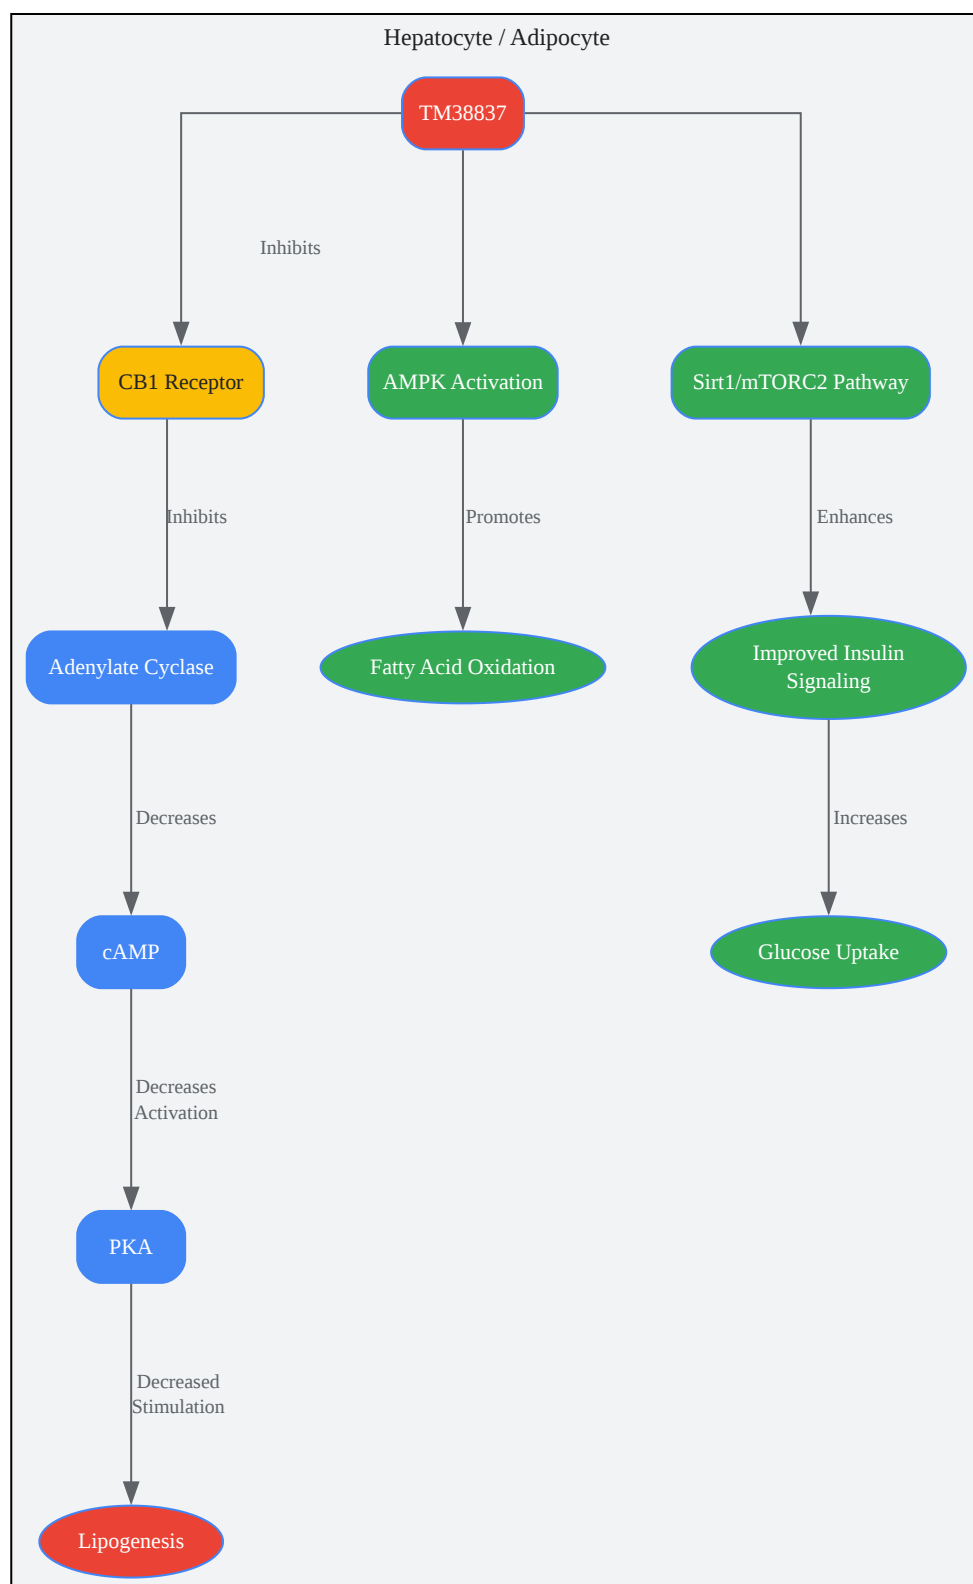 Hepatocyte / Adipocyte
TM38837
Inhibits
CB1 Receptor
AMPK Activation
Sirt1/mTORC2 Pathway
Inhibits
Promotes
Enhances
Adenylate Cyclase
Fatty Acid Oxidation
Improved Insulin
Signaling
Decreases
Increases
cAMP
Glucose Uptake
Decreases
Activation
PKA
Decreased
Stimulation
Lipogenesis